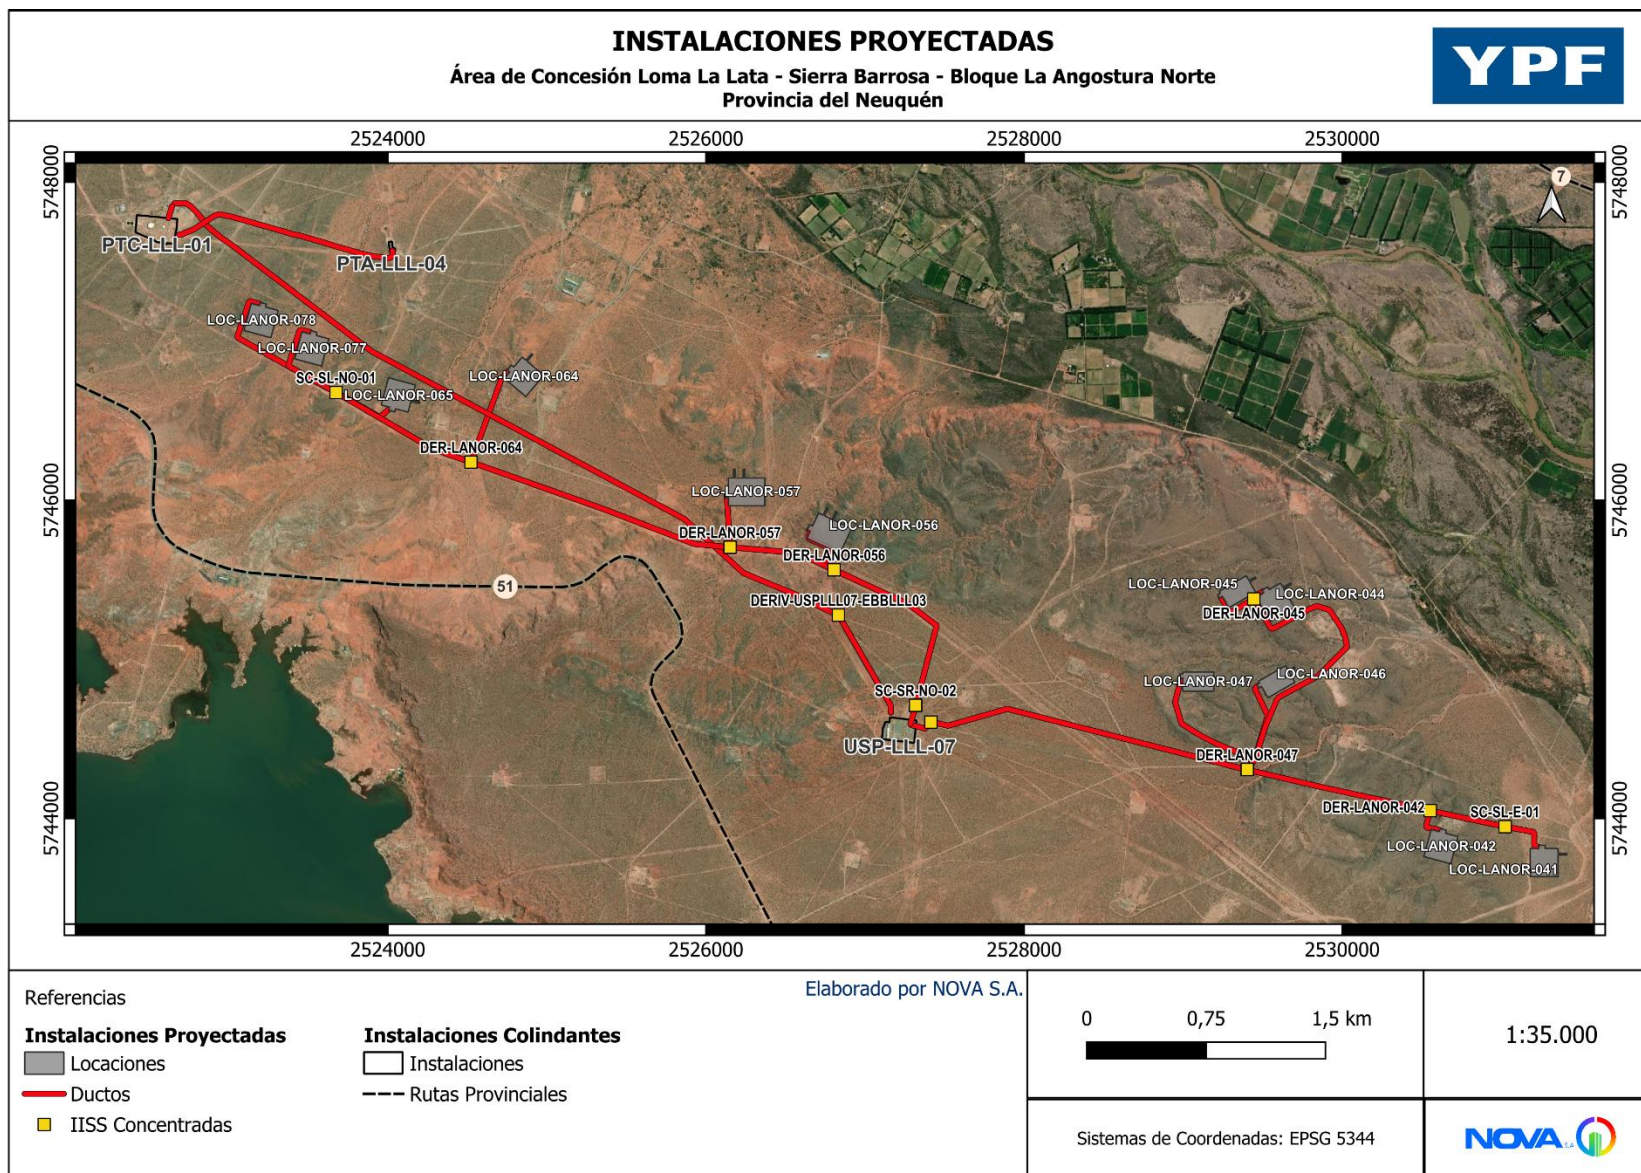 INSTALACIONES PROYECTADAS
Área de Concesión Loma La Lata - Sierra Barrosa - Bloque La Angostura Norte
Provincia del Neuquén
YPF
2524000
2526000
2528000
2530000
5748000
5748000
7
PTC-LLL-01
PTA-LLL-04
LOC-LANOR-078
LOC-LANOR-077
SC-SL-NO-01
LOC-LANOR-065
LOC-LANOR-064
DER-LANOR-064
5746000
5746000
LOC-LANOR-057
LOC-LANOR-056
DER-LANOR-057
DER-LANOR-056
51
DERIV-USPLLL07-EBBLLL03
LOC-LANOR-045
LOC-LANOR-044
DER-LANOR-045
LOC-LANOR-047
LOC-LANOR-046
SC-SR-NO-02
USP-LLL-07
DER-LANOR-047
5744000
5744000
DER-LANOR-042
SC-SL-E-01
LOC-LANOR-042
LOC-LANOR-041
2524000
2526000
2528000
2530000
Referencias
Elaborado por NOVA S.A.
Instalaciones Proyectadas
Locaciones
Ductos
IISS Concentradas
Instalaciones Colindantes
Instalaciones
Rutas Provinciales
0 0,75 1,5 km
1:35.000
Sistemas de Coordenadas: EPSG 5344
NOVA S.A.